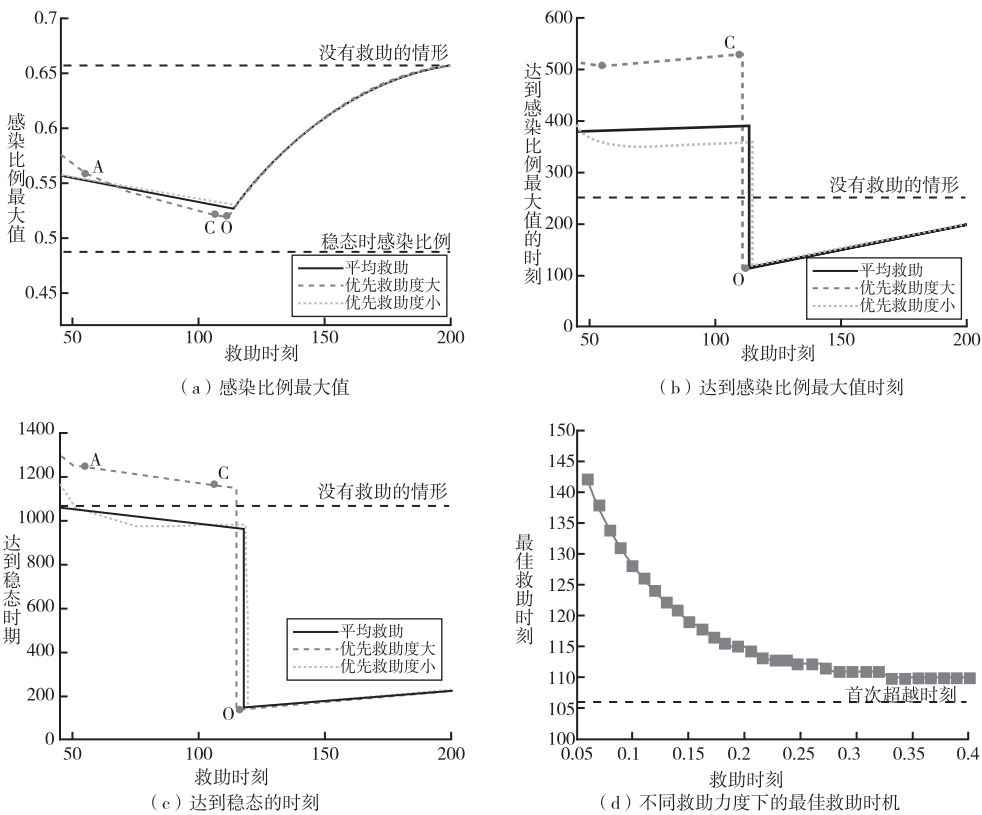 0.7
0.65
0.6
0.55
0.5
0.45
感染比例最大值
没有救助的情形
A
C O
稳态时感染比例
平均救助
优先救助度大
优先救助度小
50 100 150 200
救助时刻
（a）感染比例最大值
600
500
400
300
200
100
0
达到感染比例最大值的时刻
C
没有救助的情形
O
平均救助
优先救助度大
优先救助度小
50 100 150 200
救助时刻
（b）达到感染比例最大值时刻
1400
1200
1000
800
600
400
200
0
达到稳态时期
A
C
没有救助的情形
平均救助
优先救助度大
优先救助度小
O
50 100 150 200
救助时刻
（c）达到稳态的时刻
150
145
140
135
130
125
120
115
110
105
100
最佳救助时刻
首次超越时刻
0.05 0.1 0.15 0.2 0.25 0.3 0.35 0.4
救助时刻
（d）不同救助力度下的最佳救助时机